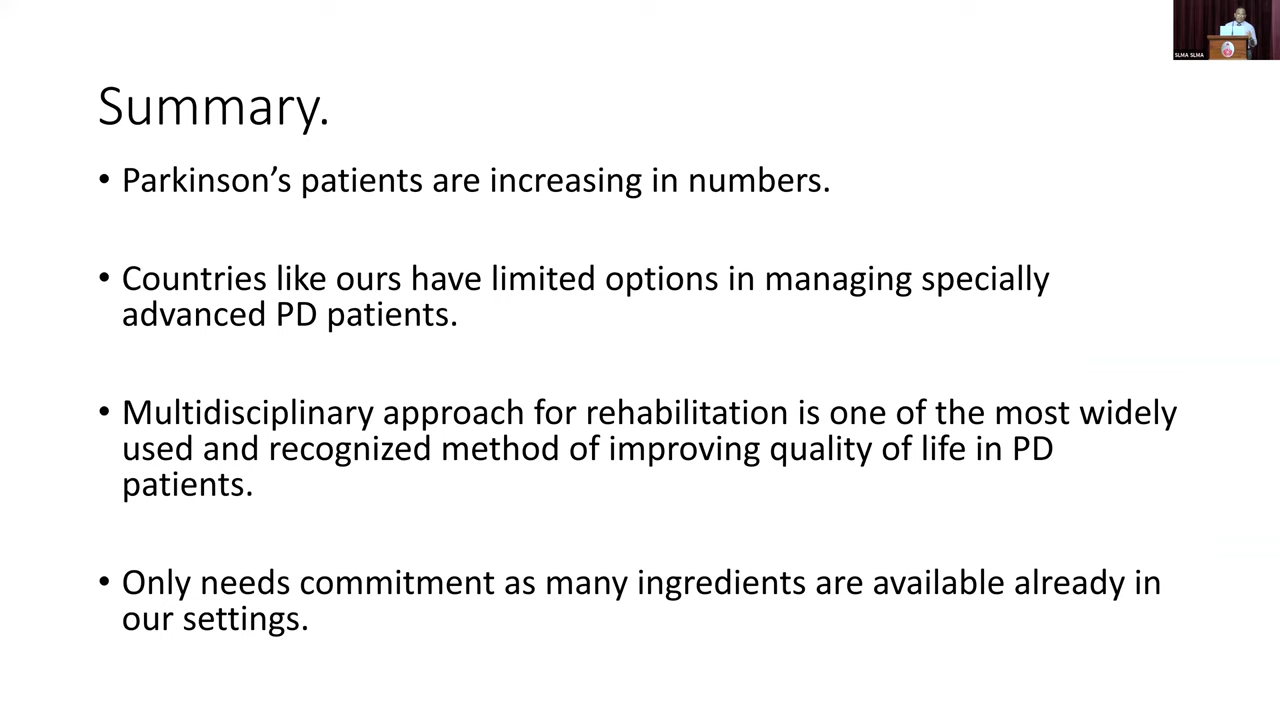 SLMA SLMA
Summary.
• Parkinson’s patients are increasing in numbers.
• Countries like ours have limited options in managing specially
advanced PD patients.
• Multidisciplinary approach for rehabilitation is one of the most widely
used and recognized method of improving quality of life in PD
patients.
• Only needs commitment as many ingredients are available already in
our settings.